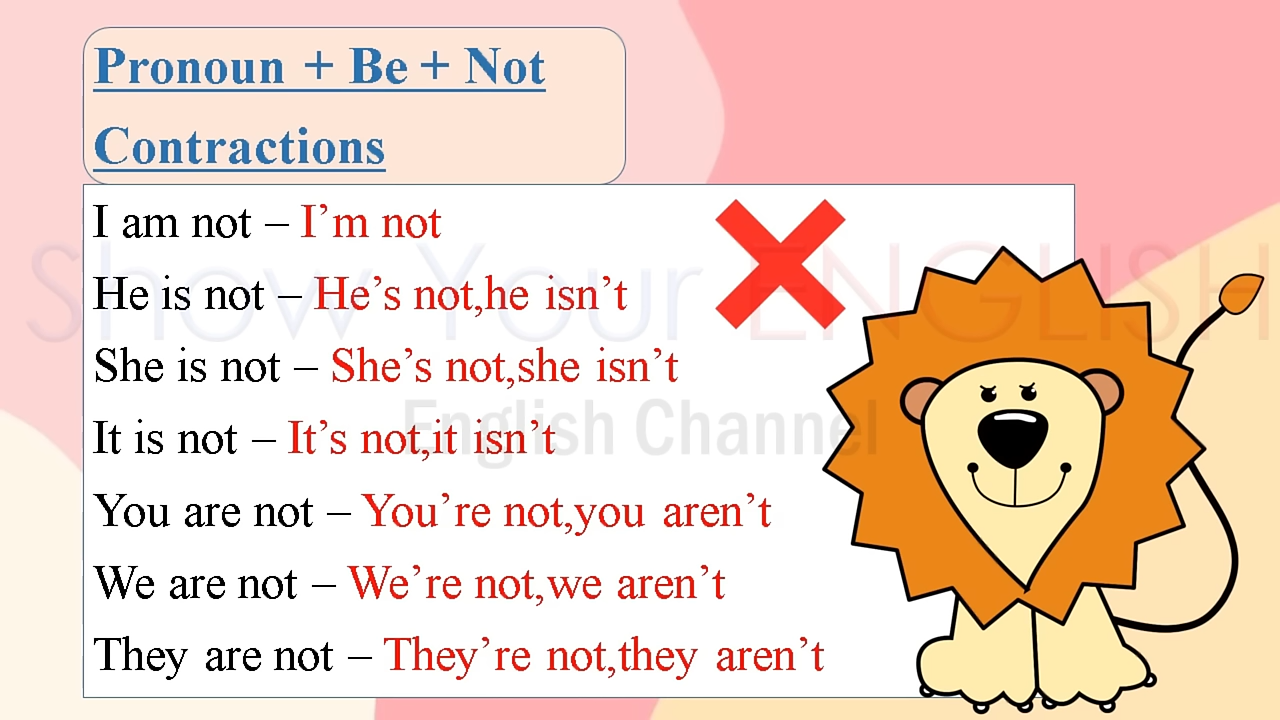 Pronoun + Be + Not
Contractions
I am not – I’m not
He is not – He’s not,he isn’t
Show Your ENGLISH
She is not – She’s not,she isn’t
English Channel
It is not – It’s not,it isn’t
You are not – You’re not,you aren’t
We are not – We’re not,we aren’t
They are not – They’re not,they aren’t